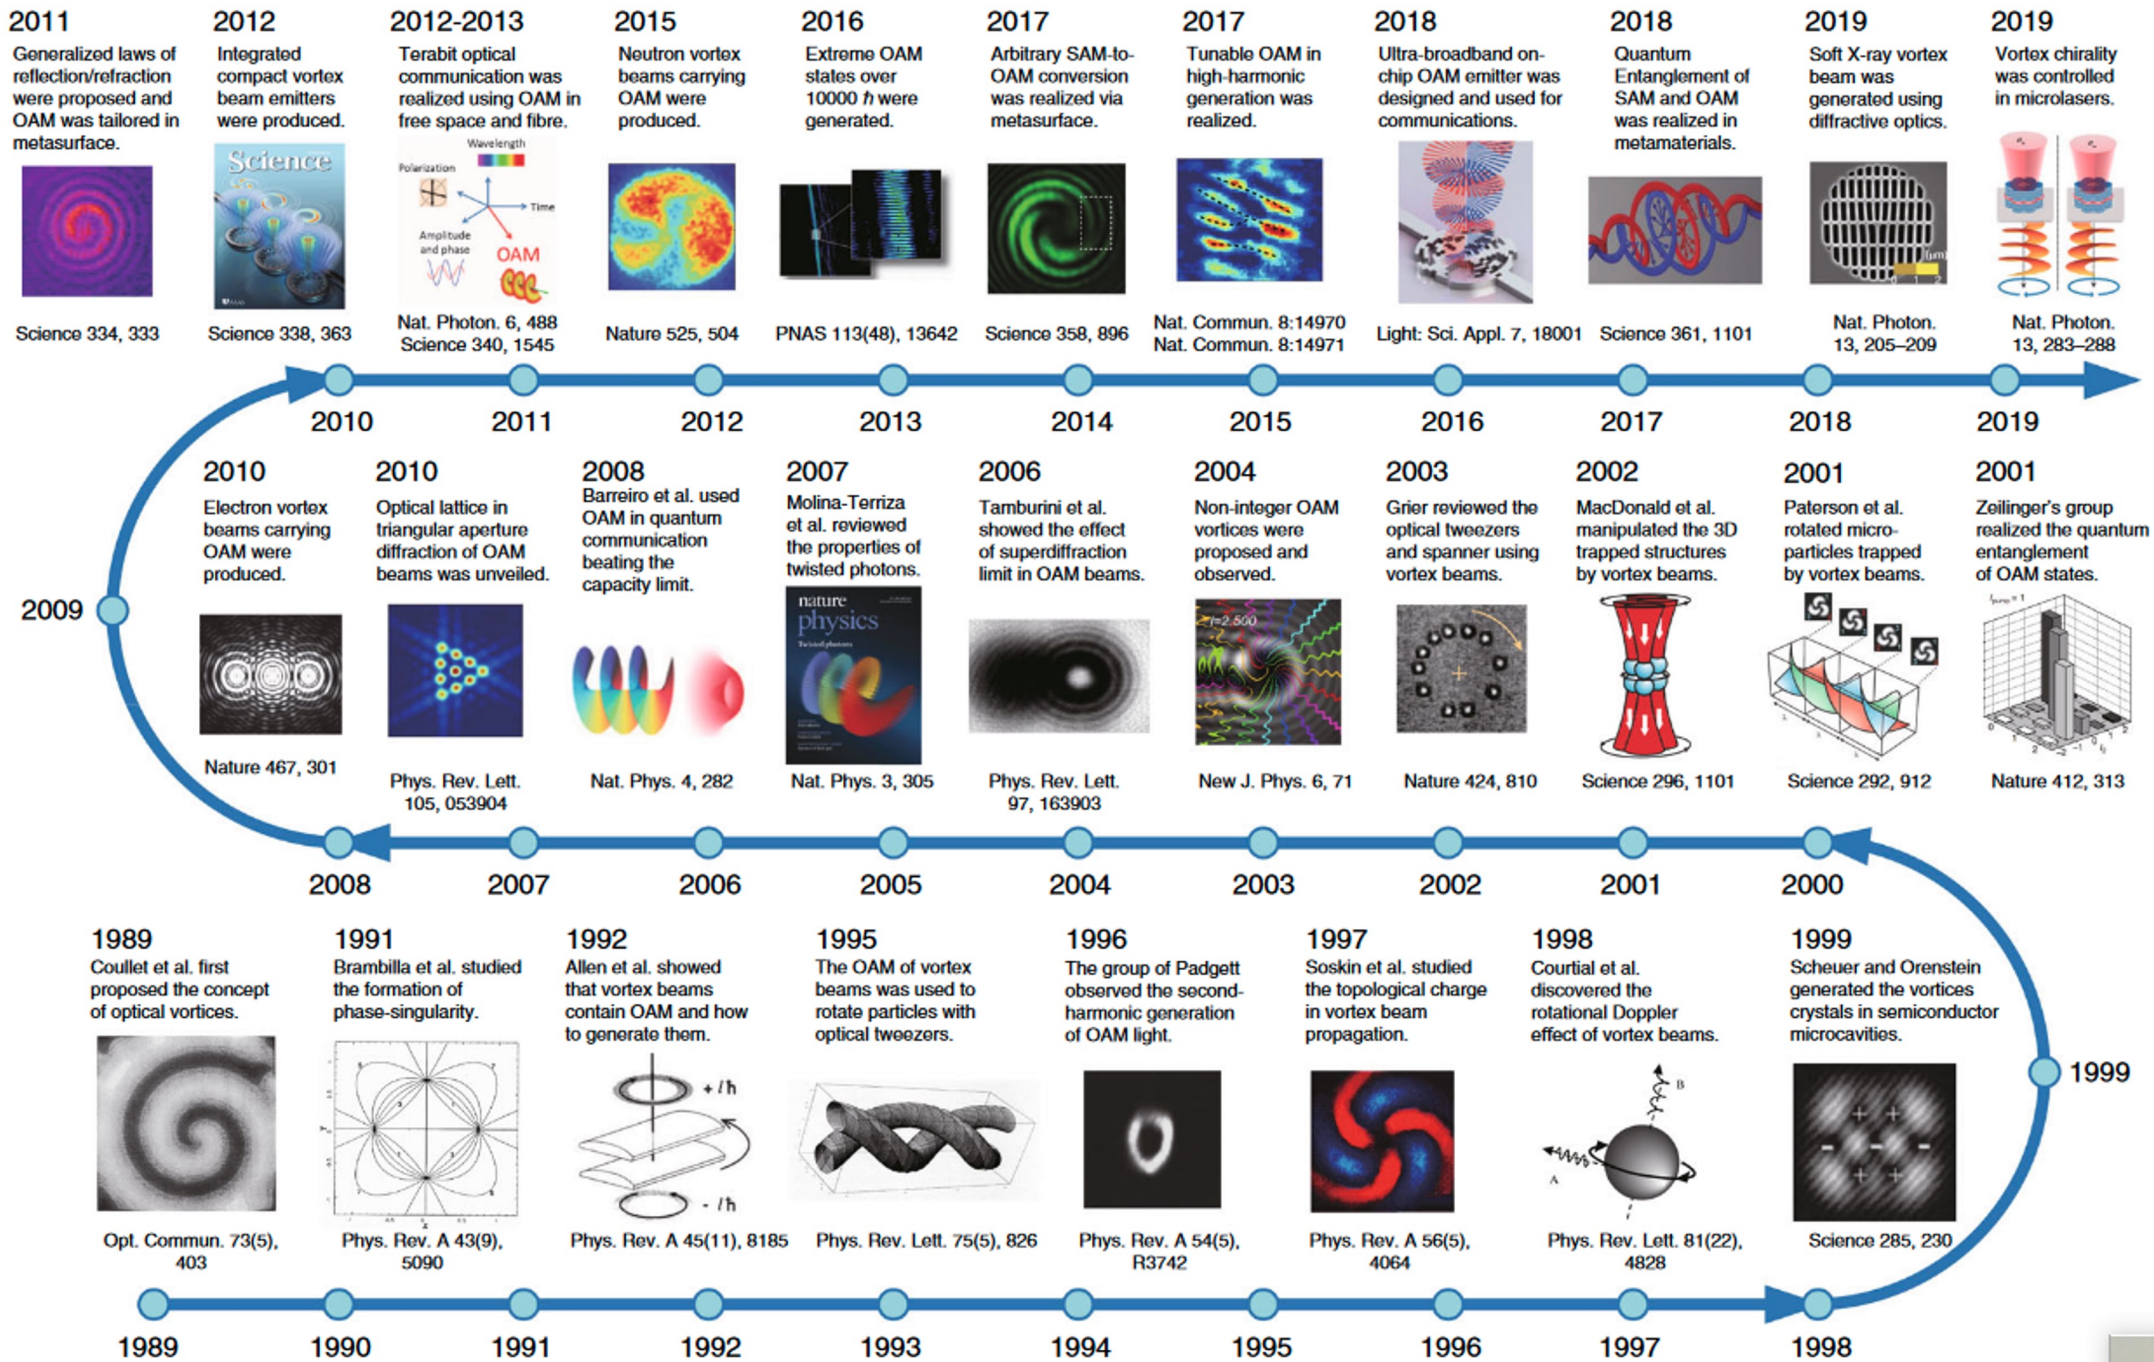 2011
Generalized laws of
reflection/refraction
were proposed and
OAM was tailored in
metasurface.
Science 334, 333
2012
Integrated
compact vortex
beam emitters
were produced.
Science
Science 338, 363
2012-2013
Terabit optical
communication was
realized using OAM in
free space and fibre.
Wavelength
Polarization
Time
Amplitude
and phase
OAM
Nat. Photon. 6, 488
Science 340, 1545
2015
Neutron vortex
beams carrying
OAM were
produced.
Nature 525, 504
2016
Extreme OAM
states over
10000 ℏ were
generated.
PNAS 113(48), 13642
2017
Arbitrary SAM-to-
OAM conversion
was realized via
metasurface.
Science 358, 896
2017
Tunable OAM in
high-harmonic
generation was
realized.
Nat. Commun. 8:14970
Nat. Commun. 8:14971
2018
Ultra-broadband on-
chip OAM emitter was
designed and used for
communications.
Light: Sci. Appl. 7, 18001
2018
Quantum
Entanglement of
SAM and OAM
was realized in
metamaterials.
Science 361, 1101
2019
Soft X-ray vortex
beam was
generated using
diffractive optics.
(μm)
0 1 2
Nat. Photon.
13, 205–209
2019
Vortex chirality
was controlled
in microlasers.
Nat. Photon.
13, 283–288
2010 2011 2012 2013 2014 2015 2016 2017 2018 2019
2009
2010
Electron vortex
beams carrying
OAM were
produced.
Nature 467, 301
2010
Optical lattice in
triangular aperture
diffraction of OAM
beams was unveiled.
Phys. Rev. Lett.
105, 053904
2008
Barreiro et al. used
OAM in quantum
communication
beating the
capacity limit.
Nat. Phys. 4, 282
2007
Molina-Terriza
et al. reviewed
the properties of
twisted photons.
nature
physics
Twisted photons
Nat. Phys. 3, 305
2006
Tamburini et al.
showed the effect
of superdiffraction
limit in OAM beams.
Phys. Rev. Lett.
97, 163903
2004
Non-integer OAM
vortices were
proposed and
observed.
l=2.500
New J. Phys. 6, 71
2003
Grier reviewed the
optical tweezers
and spanner using
vortex beams.
Nature 424, 810
2002
MacDonald et al.
manipulated the 3D
trapped structures
by vortex beams.
Science 296, 1101
2001
Paterson et al.
rotated micro-
particles trapped
by vortex beams.
Science 292, 912
2001
Zeilinger's group
realized the quantum
entanglement
of OAM states.
Nature 412, 313
2008 2007 2006 2005 2004 2003 2002 2001 2000
1999
1989
Coullet et al. first
proposed the concept
of optical vortices.
Opt. Commun. 73(5),
403
1991
Brambilla et al. studied
the formation of
phase-singularity.
Phys. Rev. A 43(9),
5090
1992
Allen et al. showed
that vortex beams
contain OAM and how
to generate them.
+ lℏ
- lℏ
Phys. Rev. A 45(11), 8185
1995
The OAM of vortex
beams was used to
rotate particles with
optical tweezers.
Phys. Rev. Lett. 75(5), 826
1996
The group of Padgett
observed the second-
harmonic generation
of OAM light.
Phys. Rev. A 54(5),
R3742
1997
Soskin et al. studied
the topological charge
in vortex beam
propagation.
Phys. Rev. A 56(5),
4064
1998
Courtial et al.
discovered the
rotational Doppler
effect of vortex beams.
B
A
Phys. Rev. Lett. 81(22),
4828
1999
Scheuer and Orenstein
generated the vortices
crystals in semiconductor
microcavities.
+ +
- - -
+ +
Science 285, 230
1989 1990 1991 1992 1993 1994 1995 1996 1997 1998